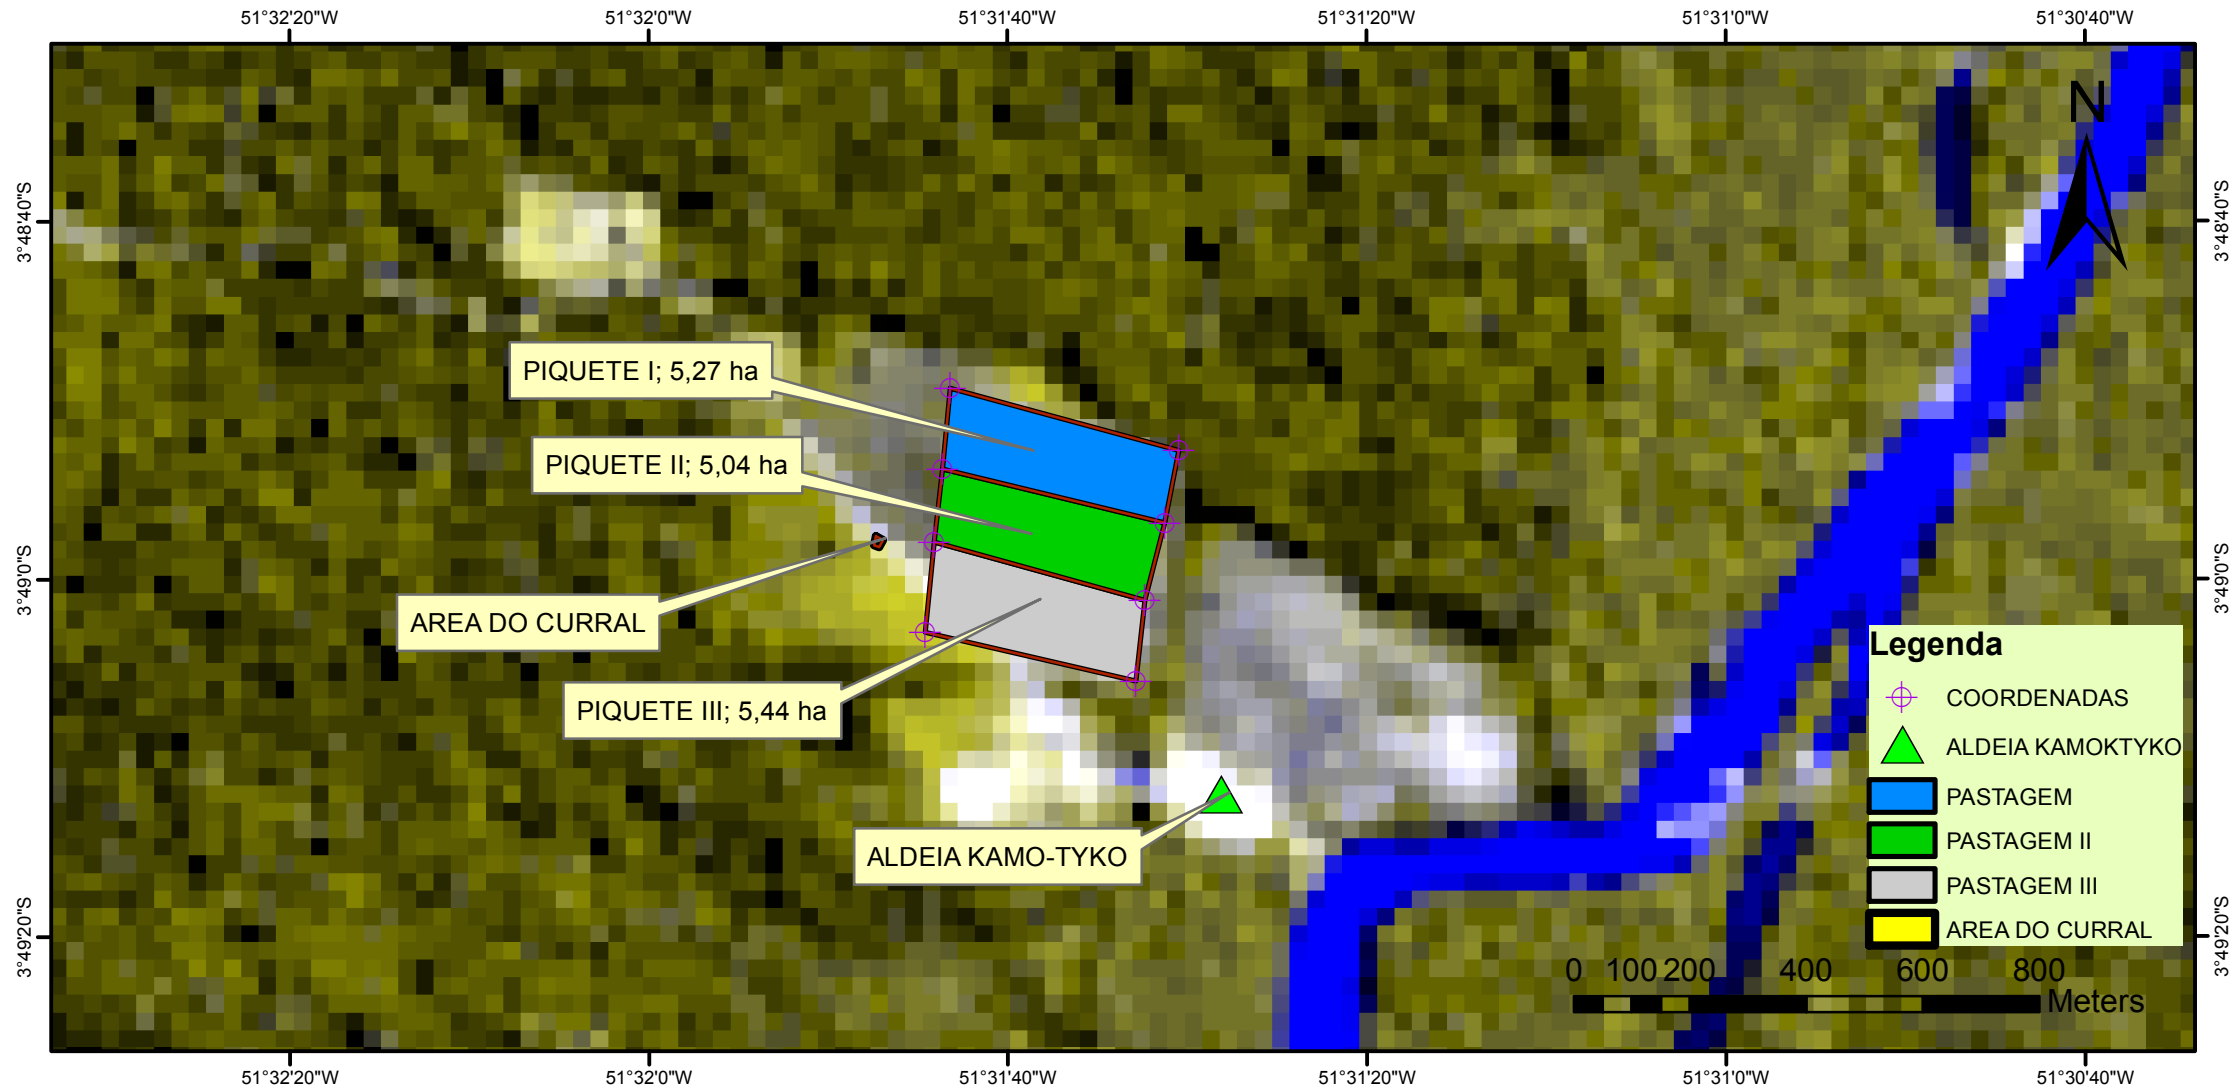 51°32'20"W 51°32'0"W 51°31'40"W 51°31'20"W 51°31'0"W 51°30'40"W
N
3°48'40"S 3°48'40"S
PIQUETE I; 5,27 ha
PIQUETE II; 5,04 ha
3°49'0"S 3°49'0"S
AREA DO CURRAL
PIQUETE III; 5,44 ha
ALDEIA KAMO-TYKO
Legenda
COORDENADAS
ALDEIA KAMOKTYKO
PASTAGEM
PASTAGEM II
PASTAGEM III
AREA DO CURRAL
3°49'20"S 3°49'20"S
0 100 200 400 600 800
Meters
51°32'20"W 51°32'0"W 51°31'40"W 51°31'20"W 51°31'0"W 51°30'40"W